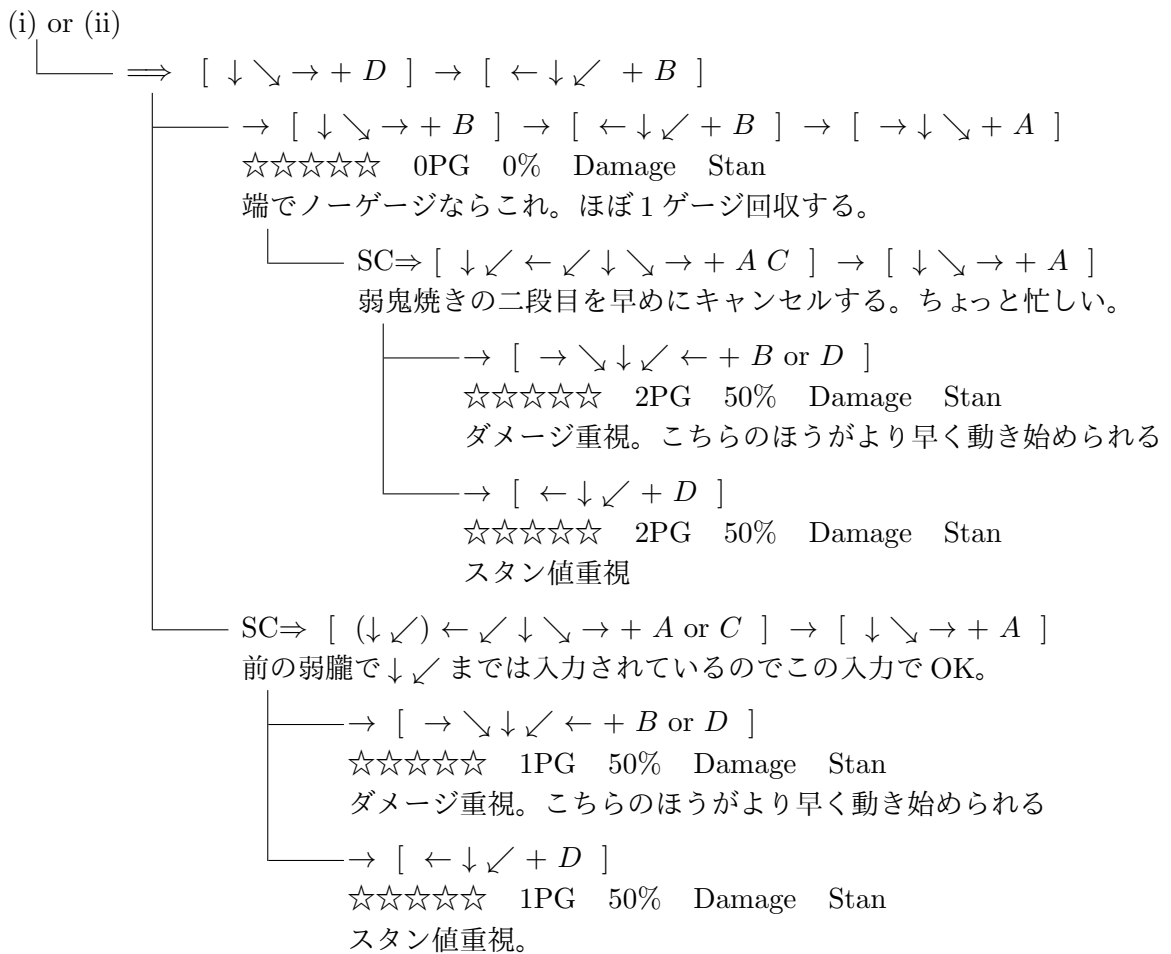 (i) or (ii)
⟹ [ ↓ ↘ → + D ] → [ ← ↓ ↙ + B ]
→ [ ↓ ↘ → + B ] → [ ← ↓ ↙ + B ] → [ → ↓ ↘ + A ]
☆☆☆☆☆ 0PG 0% Damage Stan
端でノーゲージならこれ。ほぼ 1 ゲージ回収する。
SC⇒ [ ↓ ↙ ← ↙ ↓ ↘ → + A C ] → [ ↓ ↘ → + A ]
弱鬼焼きの二段目を早めにキャンセルする。ちょっと忙しい。
→ [ → ↘ ↓ ↙ ← + B or D ]
☆☆☆☆☆ 2PG 50% Damage Stan
ダメージ重視。こちらのほうがより早く動き始められる
→ [ ← ↓ ↙ + D ]
☆☆☆☆☆ 2PG 50% Damage Stan
スタン値重視
SC⇒ [ (↓ ↙) ← ↙ ↓ ↘ → + A or C ] → [ ↓ ↘ → + A ]
前の弱朧で ↓ ↙ までは入力されているのでこの入力で OK。
→ [ → ↘ ↓ ↙ ← + B or D ]
☆☆☆☆☆ 1PG 50% Damage Stan
ダメージ重視。こちらのほうがより早く動き始められる
→ [ ← ↓ ↙ + D ]
☆☆☆☆☆ 1PG 50% Damage Stan
スタン値重視。